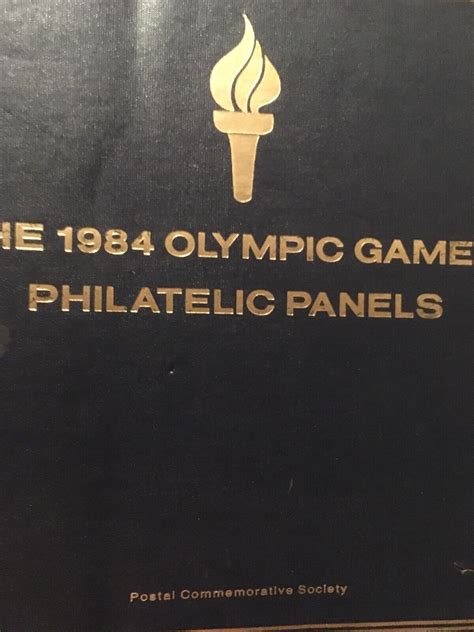 HE 1984 OLYMPIC GAME
PHILATELIC PANELS
Postal Commemorative Society